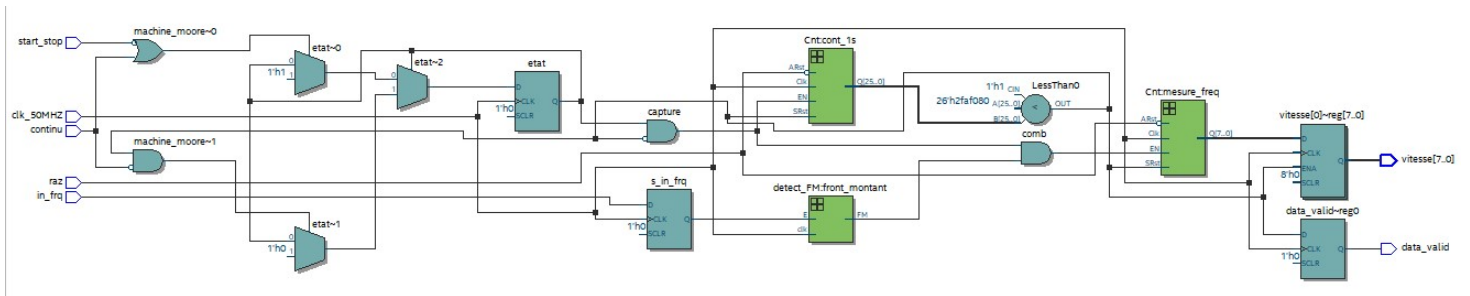 start_stop
clk_50MHZ
continu
raz
in_frq
machine_moore~0
machine_moore~1
etat~0
0
1'h1
1
etat~1
0
1'h0
1
etat~2
0
1
etat
D
CLK
1'h0
SCLR
Q
capture
s_in_frq
D
CLK
1'h0
SCLR
Q
Cnt:cont_1s
ARst
Clk
EN
SRst
Q[25..0]
detect_FM:front_montant
E
clk
FM
LessThan0
1'h1 CIN
26'h2faf080 A[25..0]
B[25..0]
<
OUT
comb
Cnt:mesure_freq
ARst
Clk
EN
SRst
Q[7..0]
vitesse[0]~reg[7..0]
D
CLK
ENA
8'h0
SCLR
Q
vitesse[7..0]
data_valid~reg0
D
CLK
1'h0
SCLR
Q
data_valid